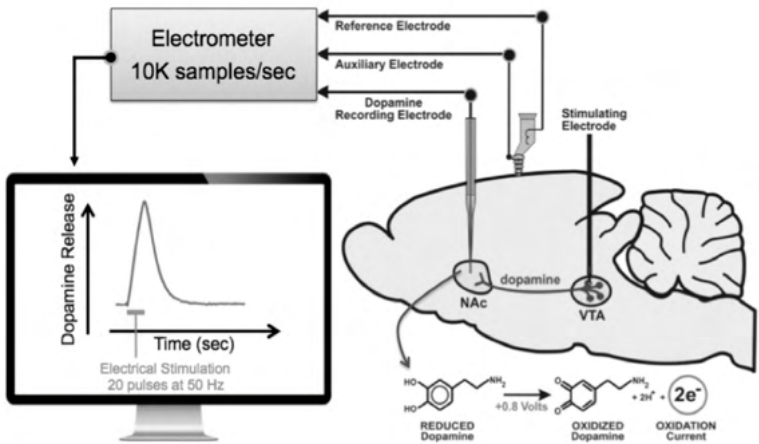 Electrometer
10K samples/sec
Reference Electrode
Auxiliary Electrode
Dopamine
Recording Electrode
Stimulating
Electrode
Dopamine Release
Time (sec)
Electrical Stimulation
20 pulses at 50 Hz
dopamine
NAc
VTA
HO
HO
NH₂
+0.8 Volts
O
O
NH₂
+ 2H⁺ + 2e⁻
REDUCED
Dopamine
OXIDIZED
Dopamine
OXIDATION
Current